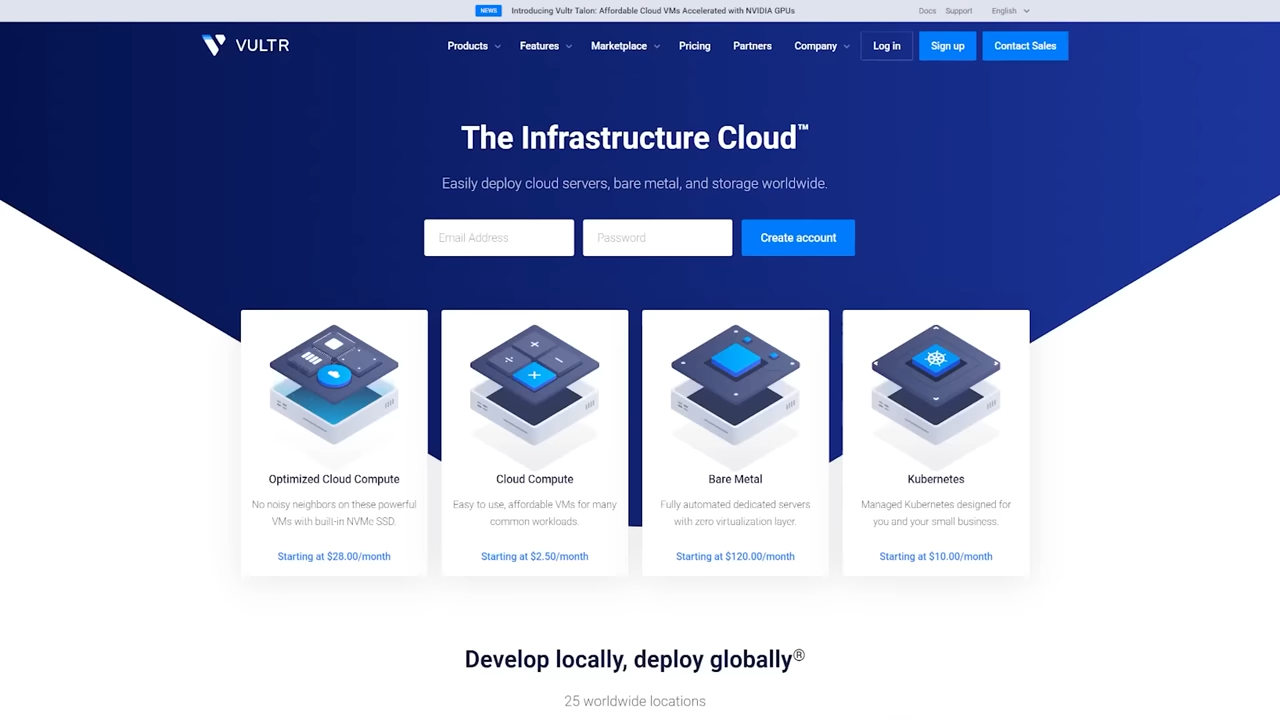 NEWS Introducing Vultr Talon: Affordable Cloud VMs Accelerated with NVIDIA GPUs Docs Support English
VULTR Products Features Marketplace Pricing Partners Company Log in Sign up Contact Sales
The Infrastructure Cloud™
Easily deploy cloud servers, bare metal, and storage worldwide.
Email Address Password Create account
Optimized Cloud Compute
No noisy neighbors on these powerful
VMs with built-in NVMe SSD.
Starting at $28.00/month
Cloud Compute
Easy to use, affordable VMs for many
common workloads.
Starting at $2.50/month
Bare Metal
Fully automated dedicated servers
with zero virtualization layer.
Starting at $120.00/month
Kubernetes
Managed Kubernetes designed for
you and your small business.
Starting at $10.00/month
Develop locally, deploy globally®
25 worldwide locations